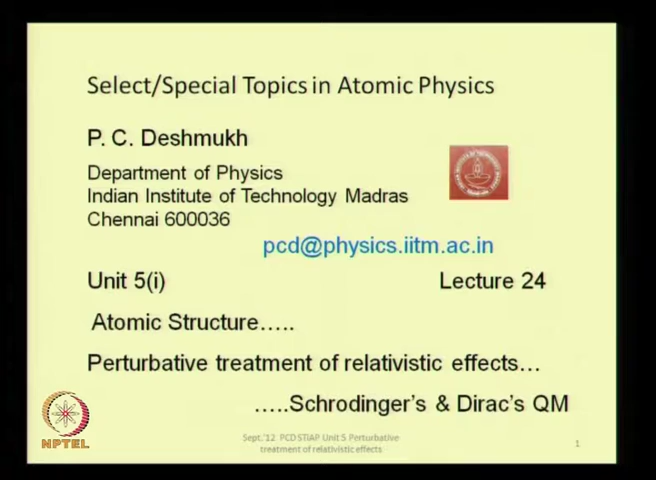 Select/Special Topics in Atomic Physics
P. C. Deshmukh
Department of Physics
Indian Institute of Technology Madras
Chennai 600036
pcd@physics.iitm.ac.in
Unit 5(i) Lecture 24
Atomic Structure…..
Perturbative treatment of relativistic effects…
…..Schrodinger's & Dirac's QM
NPTEL
Sept.'12 PCD STiAP Unit 5 Perturbative
treatment of relativistic effects
1